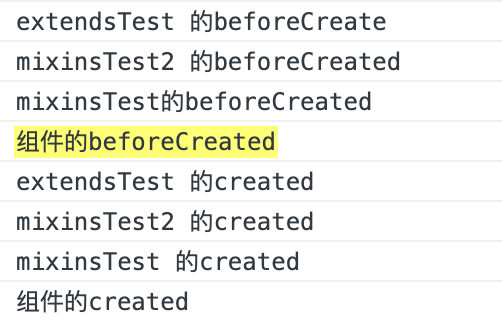 extendsTest 的beforeCreate
mixinsTest2 的beforeCreated
mixinsTest的beforeCreated
组件的beforeCreated
extendsTest 的created
mixinsTest2 的created
mixinsTest 的created
组件的created